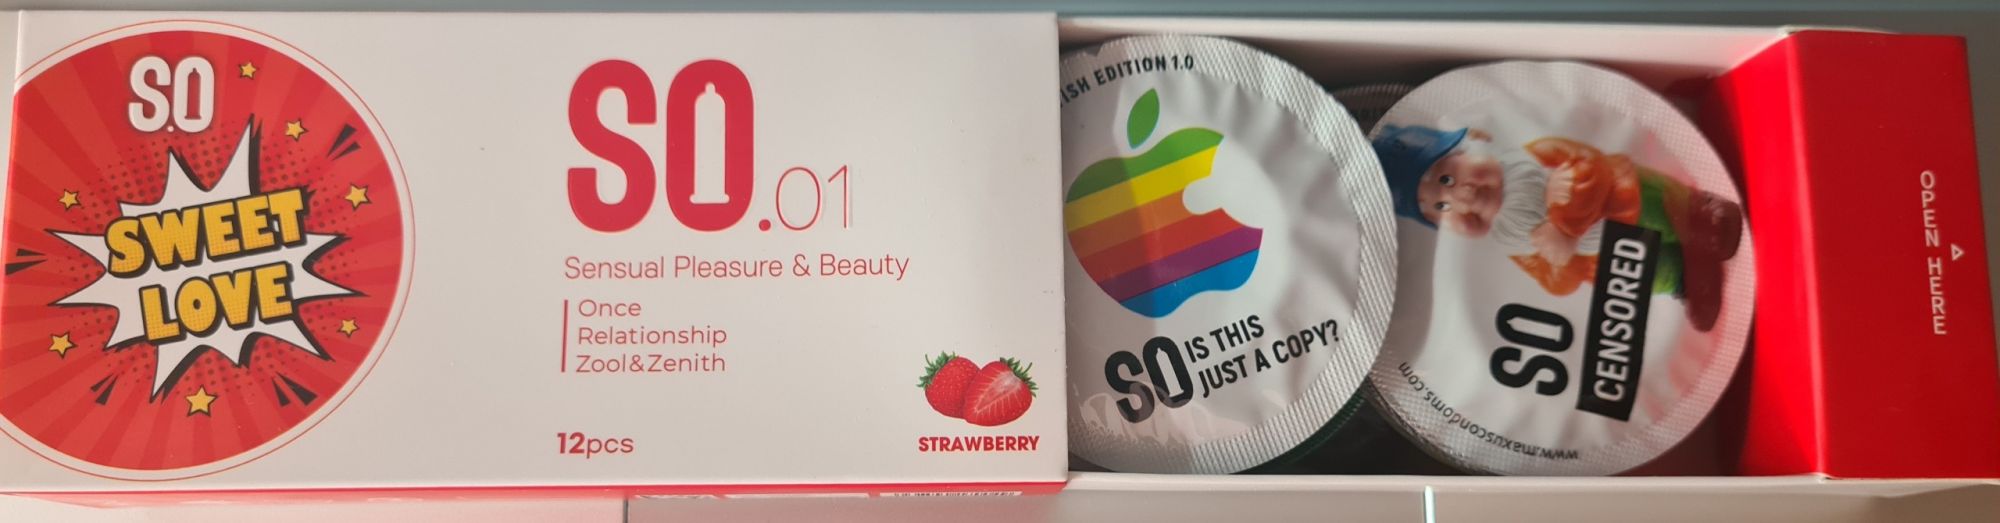 SO
SWEET
LOVE
SO.01
Sensual Pleasure & Beauty
Once
Relationship
Zool&Zenith
12pcs
STRAWBERRY
EDITION 1.0
SO IS THIS
JUST A COPY?
SO
CENSORED
www.maxuscondoms.com
OPEN HERE